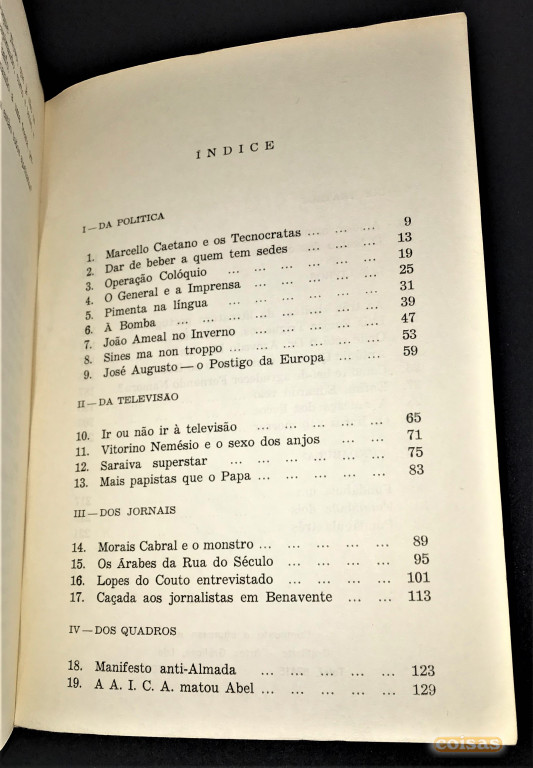 ÍNDICE
I — DA POLITICA
1. Marcello Caetano e os Tecnocratas ... ... ... 9
2. Dar de beber a quem tem sedes ... ... ... 13
3. Operação Colóquio ... ... ... ... ... ... 19
4. O General e a Imprensa ... ... ... ... ... 25
5. Pimenta na língua ... ... ... ... ... ... 31
6. À Bomba ... ... ... ... ... ... ... ... 39
7. João Ameal no Inverno ... ... ... ... ... 47
8. Sines ma non troppo ... ... ... ... ... ... 53
9. José Augusto — o Postigo da Europa ... ... ... 59
II — DA TELEVISÃO
10. Ir ou não ir à televisão ... ... ... ... ... 65
11. Vitorino Nemésio e o sexo dos anjos ... ... 71
12. Saraiva superstar ... ... ... ... ... ... 75
13. Mais papistas que o Papa ... ... ... ... ... 83
III — DOS JORNAIS
14. Morais Cabral e o monstro ... ... ... ... ... 89
15. Os Árabes da Rua do Século ... ... ... ... 95
16. Lopes do Couto entrevistado ... ... ... ... 101
17. Caçada aos jornalistas em Benavente ... ... 113
IV — DOS QUADROS
18. Manifesto anti-Almada ... ... ... ... ... 123
19. A A. I. C. A. matou Abel ... ... ... ... ... 129
coisas